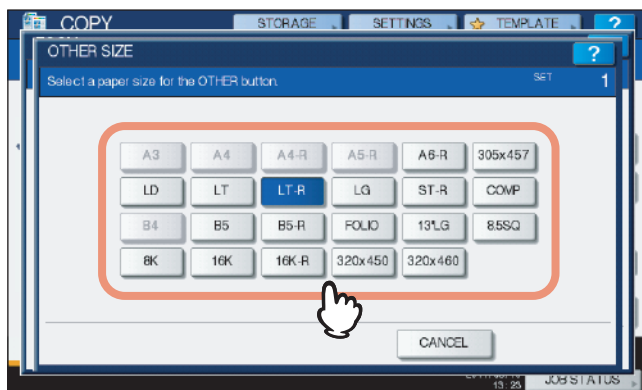 COPY STORAGE SETTINGS TEMPLATE ?
OTHER SIZE ?
Select a paper size for the OTHER button. SET 1
A3 A4 A4-R A5-R A6-R 305x457
LD LT LT-R LG ST-R COMP
B4 B5 B5-R FOLIO 13"LG 8.5SQ
8K 16K 16K-R 320x450 320x460
CANCEL
13:23 JOB STATUS